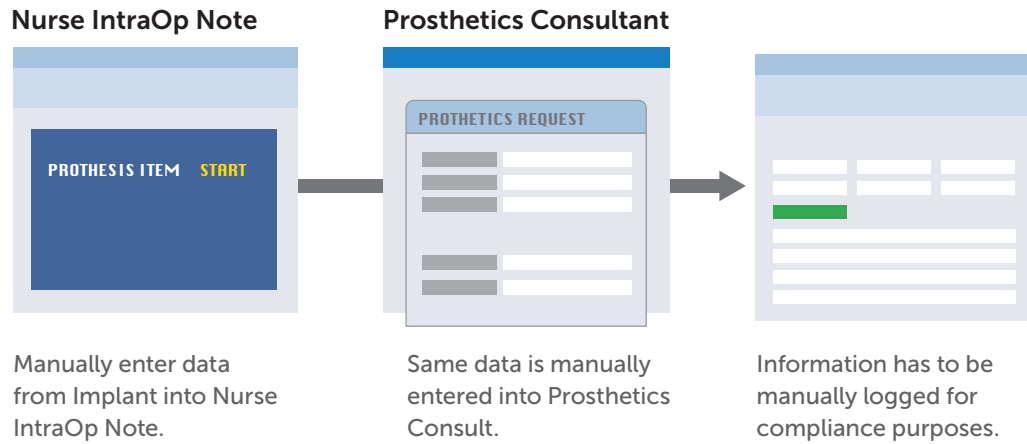 Nurse IntraOp Note
Prosthetics Consultant
PROTHESIS ITEM START
PROTHETICS REQUEST
Manually enter data
from Implant into Nurse
IntraOp Note.
Same data is manually
entered into Prosthetics
Consult.
Information has to be
manually logged for
compliance purposes.